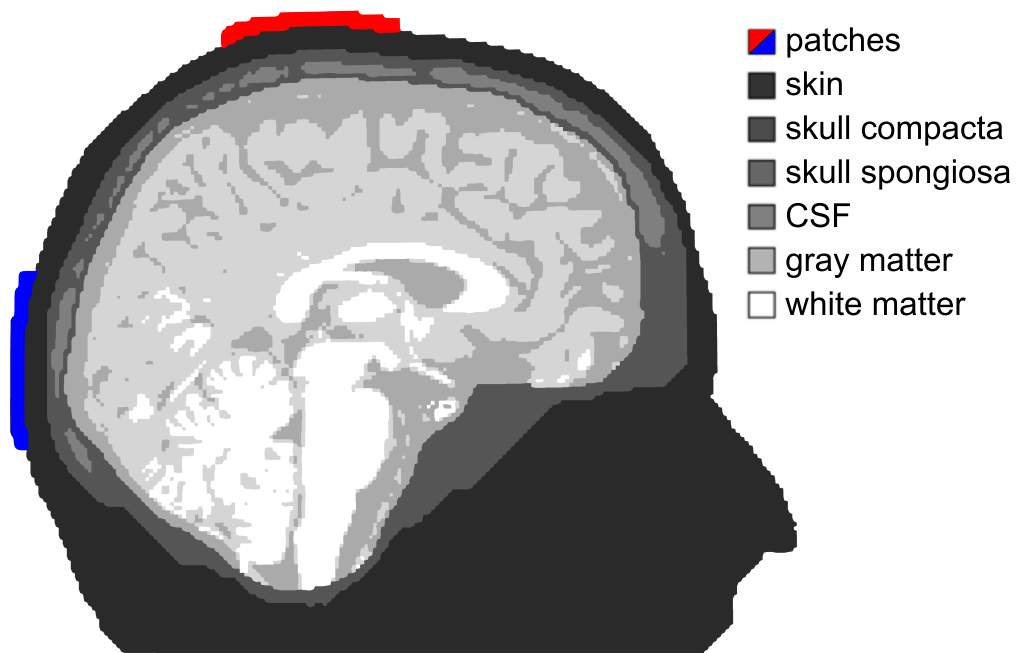 patches
skin
skull compacta
skull spongiosa
CSF
gray matter
white matter